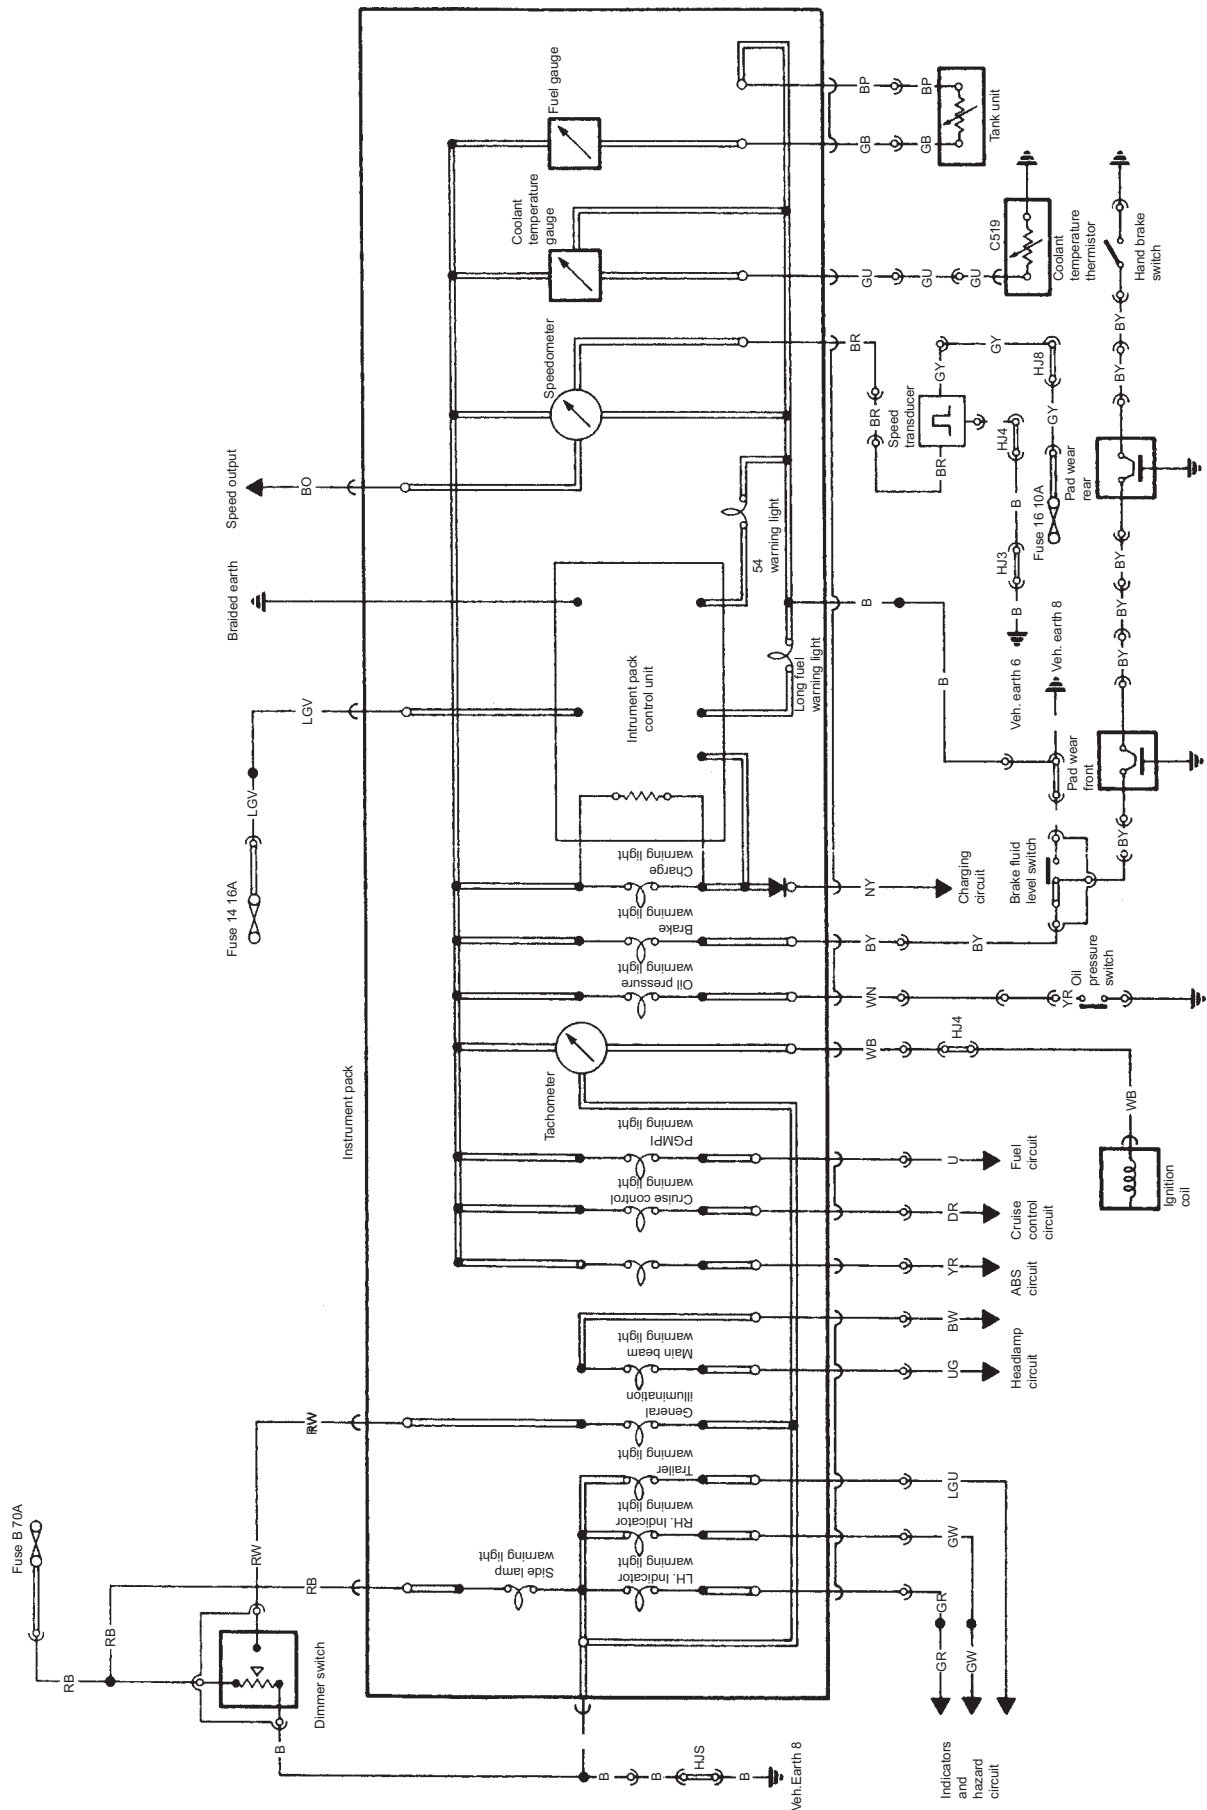 Fuel gauge
Coolant
temperature
gauge
Speedometer
Speed output
BO
Braided earth
LGV
LGV
Fuse 14 16A
Intrument pack
control unit
54
warning light
Long fuel
warning light
BP
BP
GB
GB
Tank unit
GU
GU
GU
C519
Coolant
temperature
thermistor
Hand brake
switch
BR
BR
BR
Speed
transducer
GY
GY
GY
HJ8
HJ4
B
HJ3
B
Fuse 16 10A
Veh. earth 6
Veh. earth 8
B
B
BY
BY
Pad wear
rear
BY
BY
BY
Pad wear
front
BY
Charge
warning light
Brake
warning light
Oil pressure
warning light
NY
Charging
circuit
Brake fluid
level switch
BY
BY
WN
YR
Oil
pressure
switch
Instrument pack
Tachometer
WB
HJ4
WB
Ignition
coil
PGMPI
warning light
Cruise control
warning light
U
Fuel
circuit
DR
Cruise
control
circuit
YR
ABS
circuit
BW
UG
Headlamp
circuit
Main beam
warning light
General
illumination
Trailer
warning light
RH. Indicator
warning light
LH. Indicator
warning light
Side lamp
warning light
RW
RW
RB
RB
RB
Fuse B 70A
Dimmer switch
B
B
B
HJS
B
Veh.Earth 8
LGU
GW
GW
GR
GR
Indicators
and
hazard
circuit